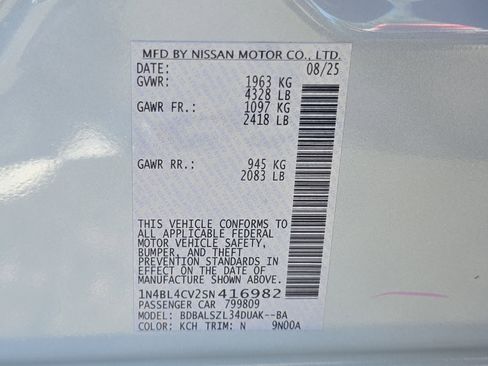 MFD BY NISSAN MOTOR CO., LTD.
DATE: 08/25
GVWR: 1963 KG
4328 LB
GAWR FR.: 1097 KG
2418 LB
GAWR RR.: 945 KG
2083 LB
THIS VEHICLE CONFORMS TO
ALL APPLICABLE FEDERAL
MOTOR VEHICLE SAFETY,
BUMPER, AND THEFT
PREVENTION STANDARDS
IN EFFECT ON THE DATE OF
MANUFACTURE SHOWN ABOVE.
1N4BL4CV2SN416982
PASSENGER CAR 799809
MODEL: BDBALSZL34DUAK--BA
COLOR: KCH TRIM: N 9N00A